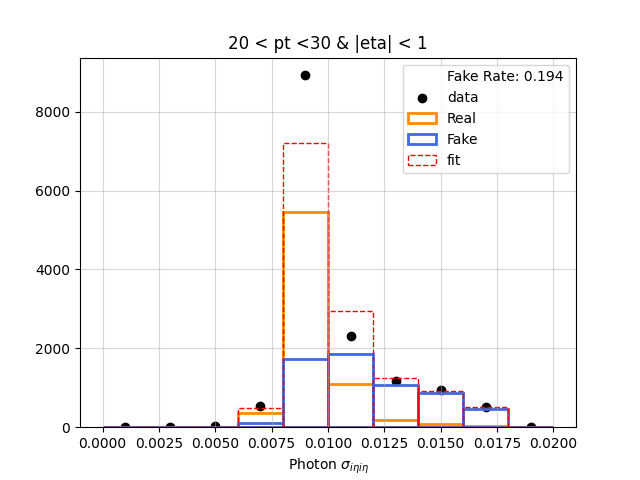 20 < pt <30 & |eta| < 1
Fake Rate: 0.194
data
Real
Fake
fit
8000
6000
4000
2000
0
0.0000 0.0025 0.0050 0.0075 0.0100 0.0125 0.0150 0.0175 0.0200
Photon σiηiη